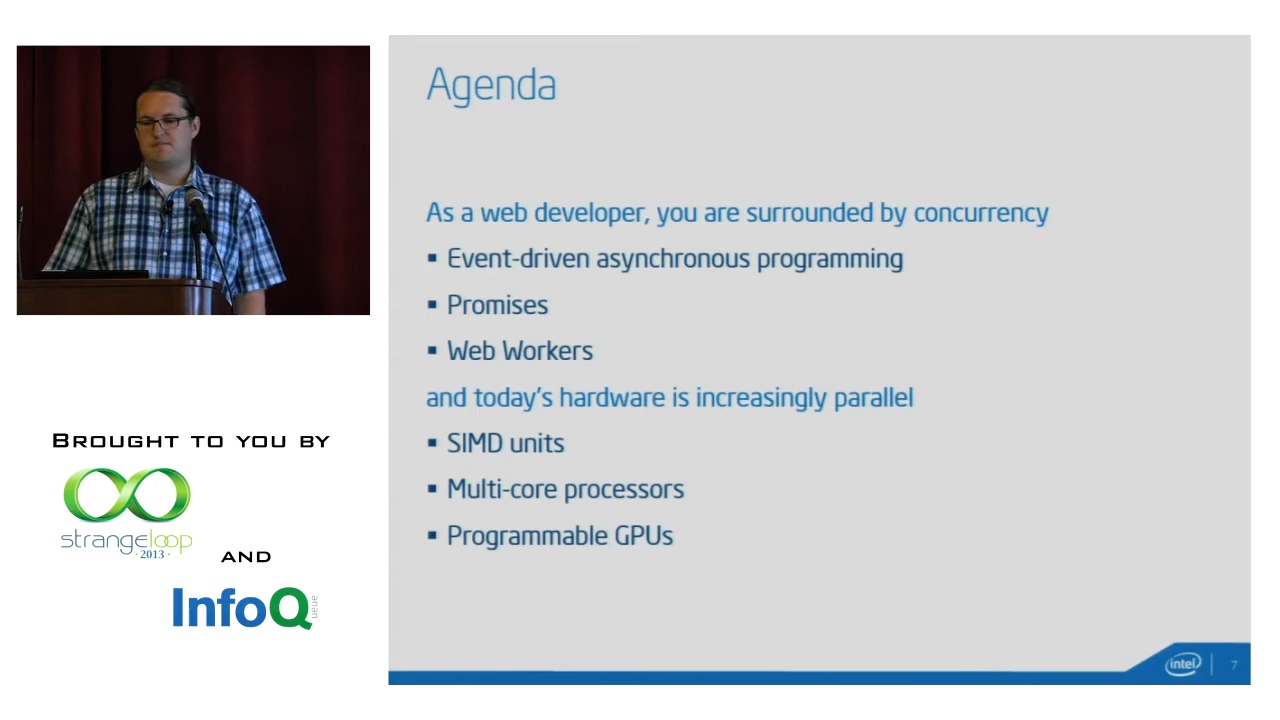 Agenda
As a web developer, you are surrounded by concurrency
▪ Event-driven asynchronous programming
▪ Promises
▪ Web Workers
and today's hardware is increasingly parallel
▪ SIMD units
▪ Multi-core processors
▪ Programmable GPUs
intel 7
BROUGHT TO YOU BY
strangeloop
· 2013 ·
AND
InfoQ
ueue